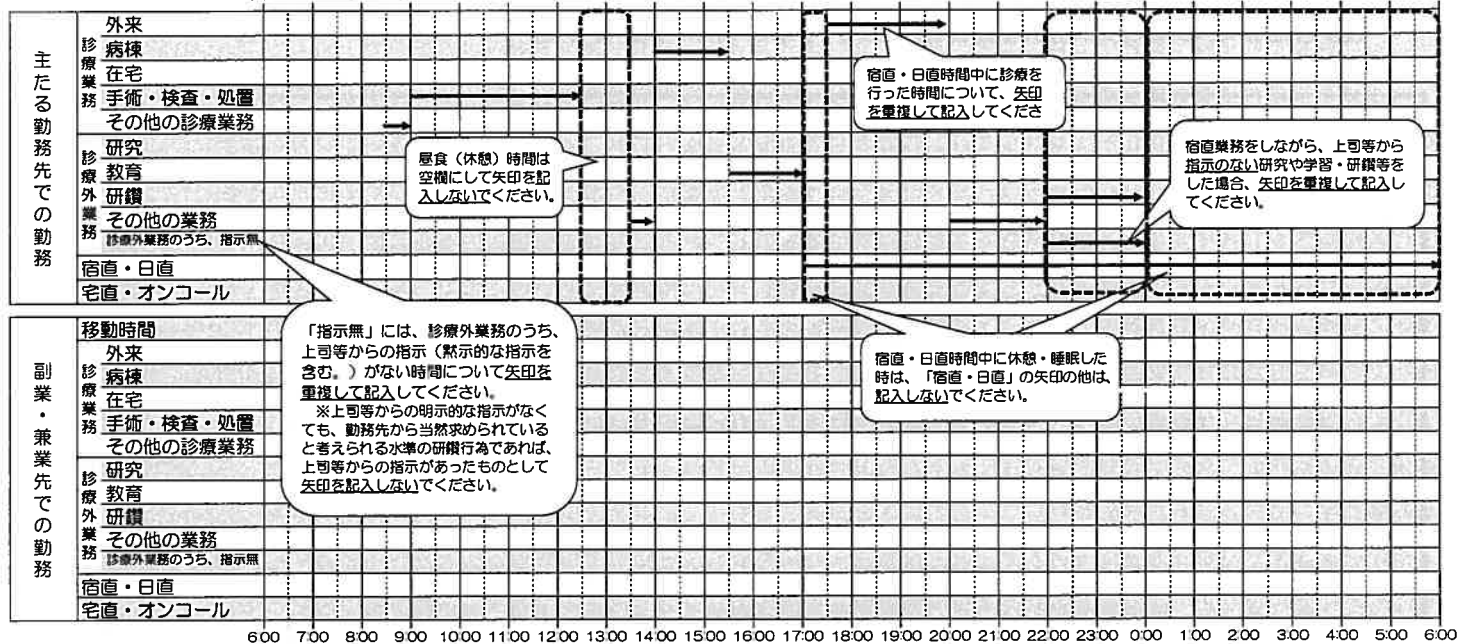 主たる勤務先での勤務
診療業務
外来
病棟
在宅
手術・検査・処置
その他の診療業務
診療外業務
研究
教育
研鑽
その他の業務
診療外業務のうち、指示無
宿直・日直
宅直・オンコール
昼食（休憩）時間は
空欄にして矢印を記
入しないでください。
宿直・日直時間中に診療を
行った時間について、矢印
を重複して記入してくださ
宿直業務をしながら、上司等から
指示のない研究や学習・研鑽等を
した場合、矢印を重複して記入し
てください。
「指示無」には、診療外業務のうち、
上司等からの指示（黙示的な指示を
含む。）がない時間について矢印を
重複して記入してください。
※上司等からの明示的な指示がなく
ても、勤務先から当然求められている
と考えられる水準の研鑽行為であれば、
上司等からの指示があったものとして
矢印を記入しないでください。
宿直・日直時間中に休憩・睡眠した
時は、「宿直・日直」の矢印の他は、
記入しないでください。
副業・兼業先での勤務
移動時間
診療業務
外来
病棟
在宅
手術・検査・処置
その他の診療業務
診療外業務
研究
教育
研鑽
その他の業務
診療外業務のうち、指示無
宿直・日直
宅直・オンコール
6:00 7:00 8:00 9:00 10:00 11:00 12:00 13:00 14:00 15:00 16:00 17:00 18:00 19:00 20:00 21:00 22:00 23:00 0:00 1:00 2:00 3:00 4:00 5:00 6:00